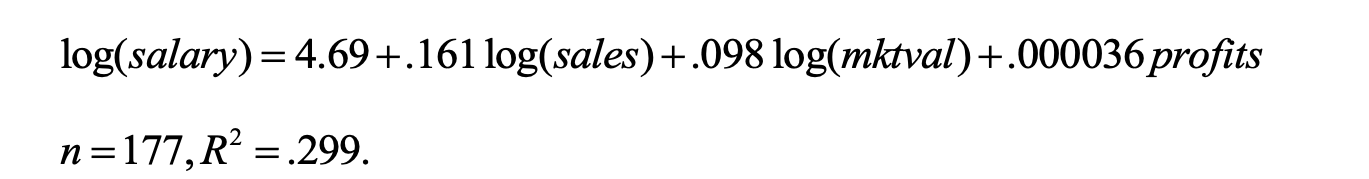 log(salary) = 4.69 + .161 log(sales) + .098 log(mktval) + .000036 profits
n = 177, R² = .299.